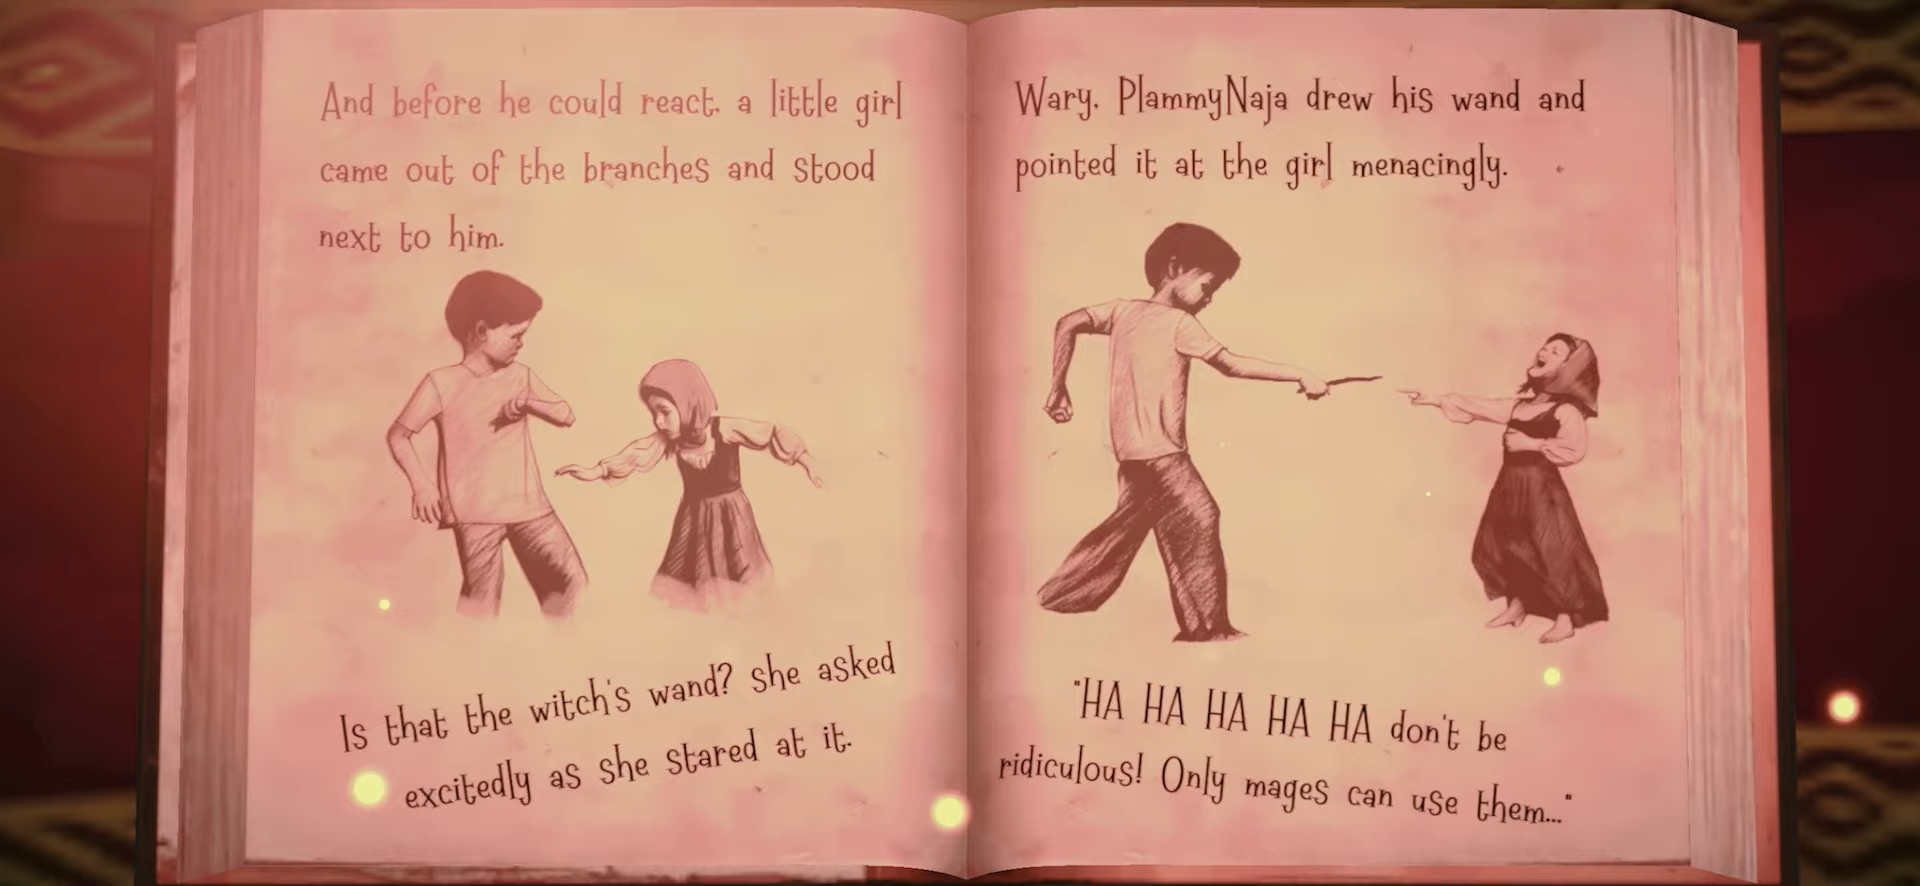 And before he could react, a little girl
came out of the branches and stood
next to him.
Is that the witch's wand? she asked
excitedly as she stared at it.
Wary, PlammyNaja drew his wand and
pointed it at the girl menacingly.
"HA HA HA HA HA don't be
ridiculous! Only mages can use them..."